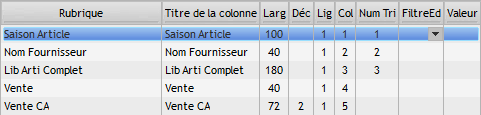 Rubrique Titre de la colonne Larg Déc Lig Col Num Tri FiltreEd Valeur
Saison Article Saison Article 100 1 1 1
Nom Fournisseur Nom Fournisseur 40 1 2 2
Lib Arti Complet Lib Arti Complet 180 1 3 3
Vente Vente 40 1 4
Vente CA Vente CA 72 2 1 5